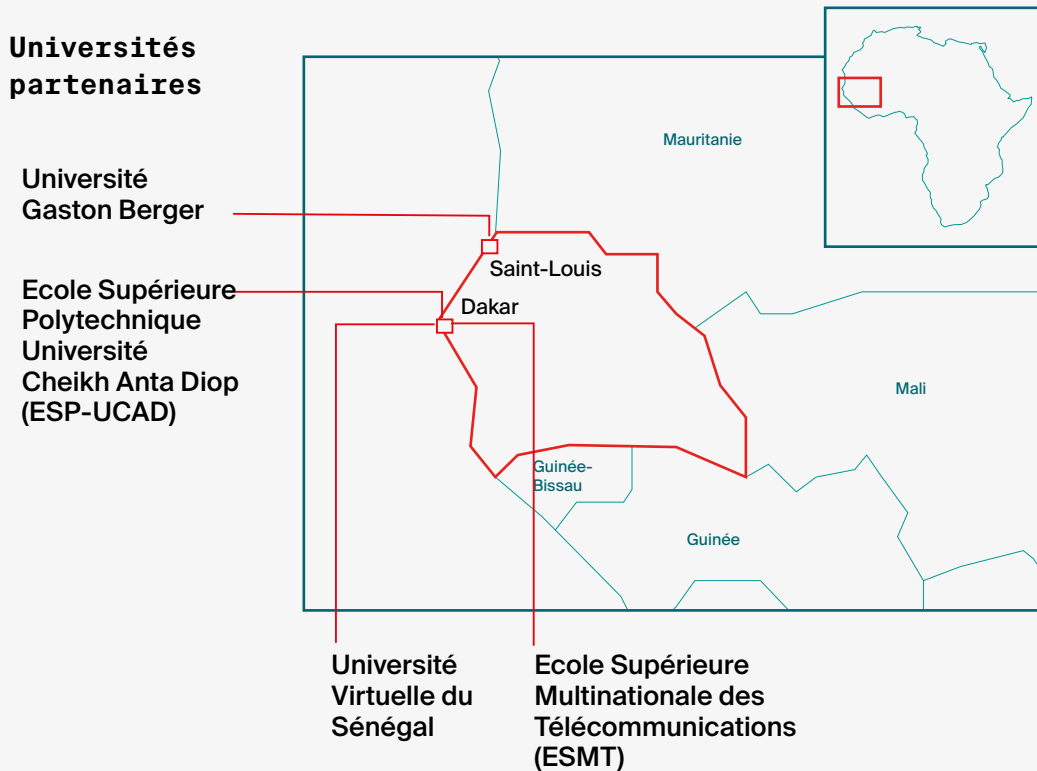 Universités
partenaires
Mauritanie
Université
Gaston Berger
Saint-Louis
Ecole Supérieure
Polytechnique
Université
Cheikh Anta Diop
(ESP-UCAD)
Dakar
Mali
Guinée-
Bissau
Guinée
Université
Virtuelle du
Sénégal
Ecole Supérieure
Multinationale des
Télécommunications
(ESMT)